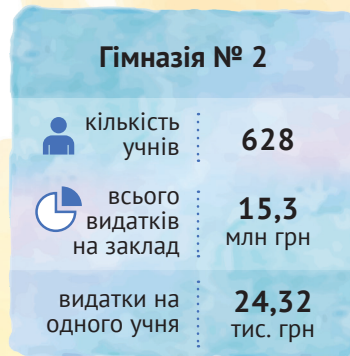 Гімназія № 2
кількість
учнів
628
всього
видатків
на заклад
15,3
млн грн
видатки на
одного учня
24,32
тис. грн